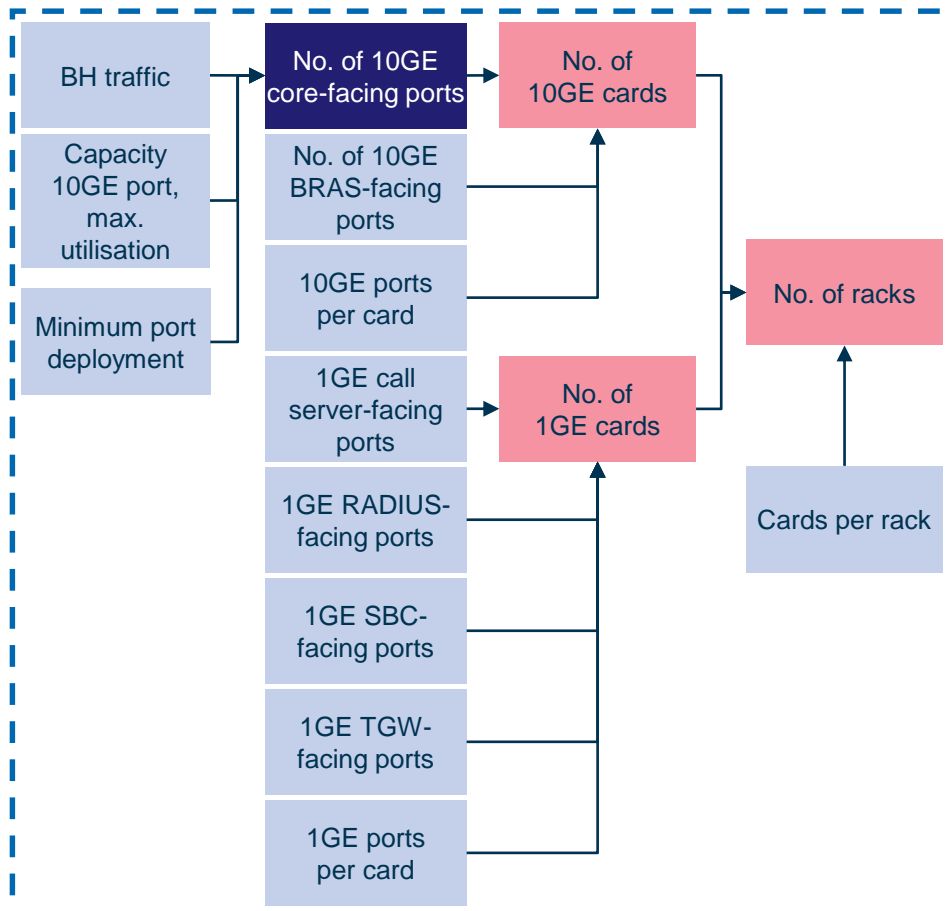 BH traffic
Capacity
10GE port,
max.
utilisation
Minimum port
deployment
No. of 10GE
core-facing ports
No. of 10GE
BRAS-facing
ports
10GE ports
per card
1GE call
server-facing
ports
1GE RADIUS-
facing ports
1GE SBC-
facing ports
1GE TGW-
facing ports
1GE ports
per card
No. of
10GE cards
No. of
1GE cards
No. of racks
Cards per rack